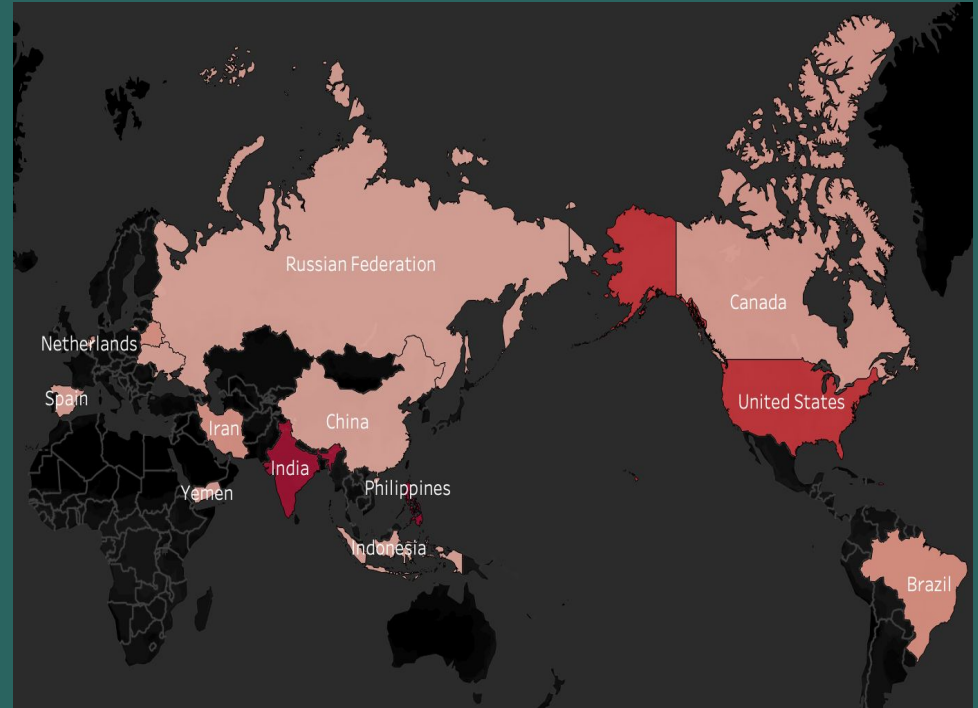 Russian Federation
Canada
Netherlands
Spain
United States
China
Iran
India
Philippines
Yemen
Indonesia
Brazil